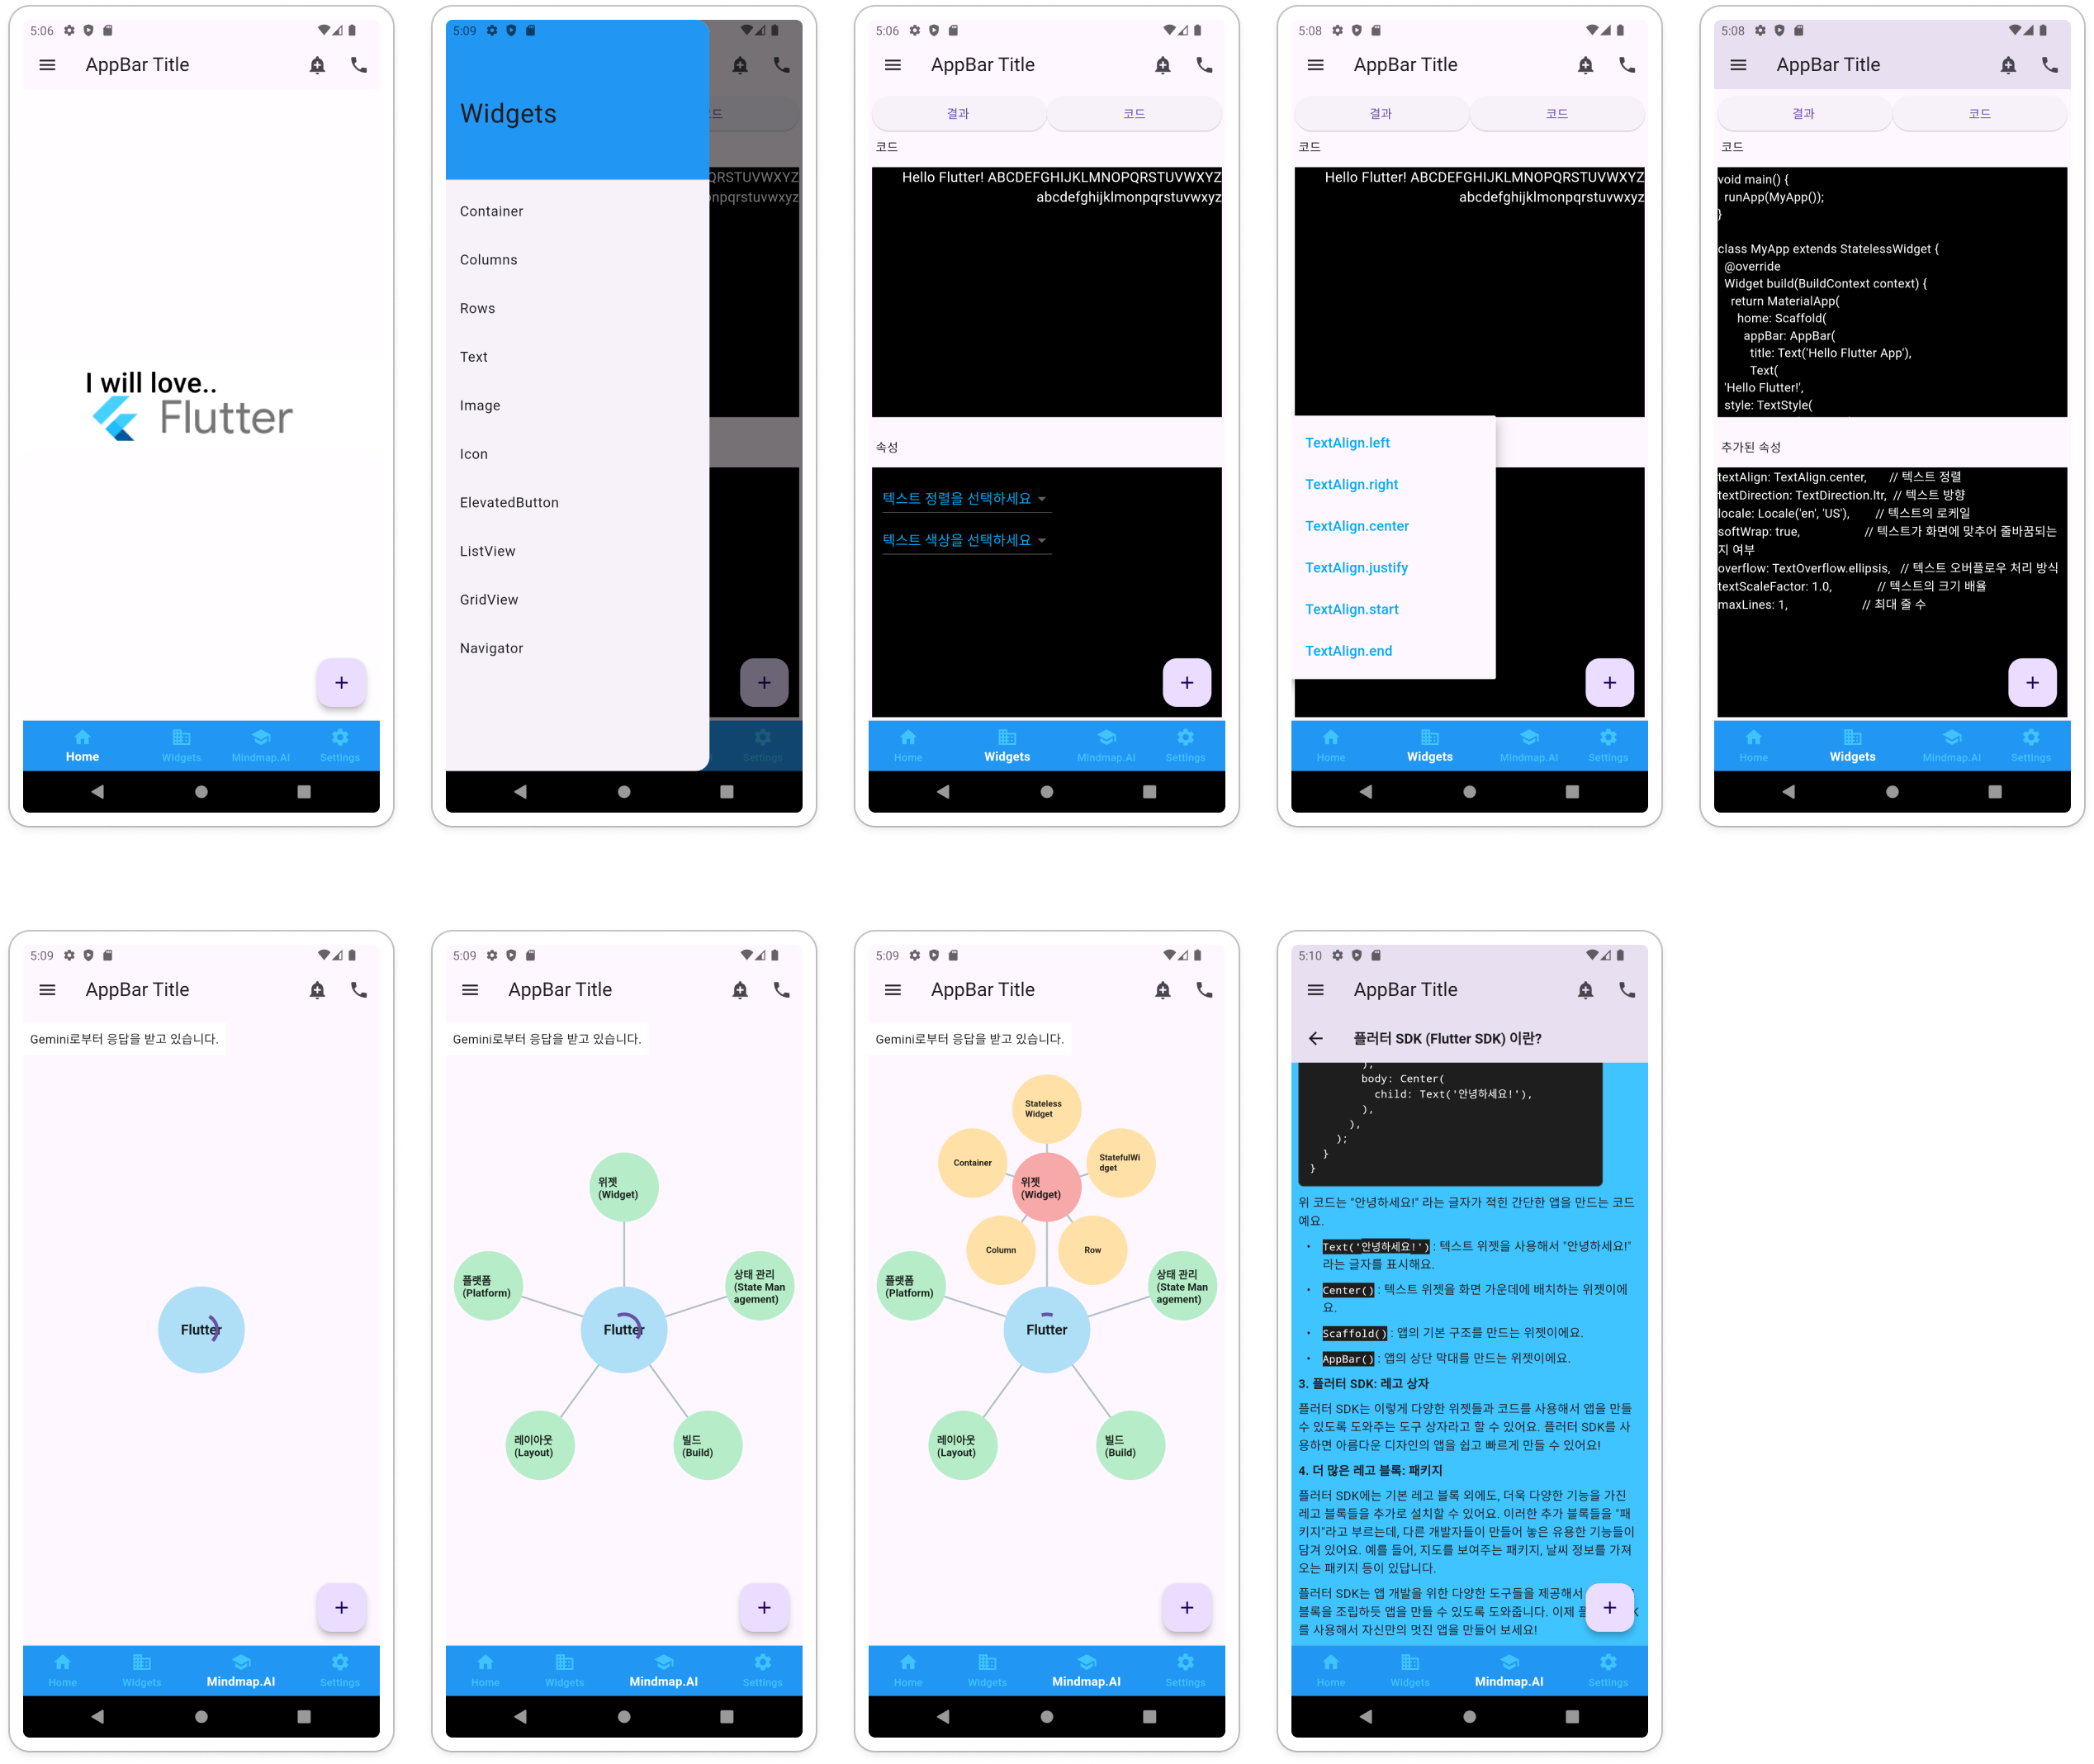 5:06
AppBar Title
I will love..
Flutter
Home
Widgets
Mindmap.AI
Settings
5:09
Widgets
코드
QRSTUVWXYZ
npqrstuvwxyz
Container
Columns
Rows
Text
Image
Icon
ElevatedButton
ListView
GridView
Navigator
Settings
5:06
AppBar Title
결과
코드
코드
Hello Flutter! ABCDEFGHIJKLMNOPQRSTUVWXYZ
abcdefghijklmonpqrstuvwxyz
속성
텍스트 정렬을 선택하세요
텍스트 색상을 선택하세요
Home
Widgets
Mindmap.AI
Settings
5:08
AppBar Title
결과
코드
코드
Hello Flutter! ABCDEFGHIJKLMNOPQRSTUVWXYZ
abcdefghijklmonpqrstuvwxyz
TextAlign.left
TextAlign.right
TextAlign.center
TextAlign.justify
TextAlign.start
TextAlign.end
Home
Widgets
Mindmap.AI
Settings
5:08
AppBar Title
결과
코드
코드
void main() {
runApp(MyApp());
}
class MyApp extends StatelessWidget {
@override
Widget build(BuildContext context) {
return MaterialApp(
home: Scaffold(
appBar: AppBar(
title: Text('Hello Flutter App'),
Text(
'Hello Flutter!',
style: TextStyle(
추가된 속성
textAlign: TextAlign.center, // 텍스트 정렬
textDirection: TextDirection.ltr, // 텍스트 방향
locale: Locale('en', 'US'), // 텍스트의 로케일
softWrap: true, // 텍스트가 화면에 맞추어 줄바꿈되는
지 여부
overflow: TextOverflow.ellipsis, // 텍스트 오버플로우 처리 방식
textScaleFactor: 1.0, // 텍스트의 크기 배율
maxLines: 1, // 최대 줄 수
Home
Widgets
Mindmap.AI
Settings
5:09
AppBar Title
Gemini로부터 응답을 받고 있습니다.
Flutter
Home
Widgets
Mindmap.AI
Settings
5:09
AppBar Title
Gemini로부터 응답을 받고 있습니다.
위젯
(Widget)
플랫폼
(Platform)
상태 관리
(State Man
agement)
Flutter
레이아웃
(Layout)
빌드
(Build)
Home
Widgets
Mindmap.AI
Settings
5:09
AppBar Title
Gemini로부터 응답을 받고 있습니다.
Stateless
Widget
Container
StatefulWi
dget
위젯
(Widget)
Column
Row
플랫폼
(Platform)
상태 관리
(State Man
agement)
Flutter
레이아웃
(Layout)
빌드
(Build)
Home
Widgets
Mindmap.AI
Settings
5:10
AppBar Title
플러터 SDK (Flutter SDK) 이란?
),
body: Center(
child: Text('안녕하세요!'),
),
),
);
}
}
위 코드는 "안녕하세요!" 라는 글자가 적힌 간단한 앱을 만드는 코드
예요.
• Text('안녕하세요!') : 텍스트 위젯을 사용해서 "안녕하세요!"
라는 글자를 표시해요.
• Center() : 텍스트 위젯을 화면 가운데에 배치하는 위젯이에
요.
• Scaffold() : 앱의 기본 구조를 만드는 위젯이에요.
• AppBar() : 앱의 상단 막대를 만드는 위젯이에요.
3. 플러터 SDK: 레고 상자
플러터 SDK는 이렇게 다양한 위젯들과 코드를 사용해서 앱을 만들
수 있도록 도와주는 도구 상자라고 할 수 있어요. 플러터 SDK를 사
용하면 아름다운 디자인의 앱을 쉽고 빠르게 만들 수 있어요!
4. 더 많은 레고 블록: 패키지
플러터 SDK에는 기본 레고 블록 외에도, 더욱 다양한 기능을 가진
레고 블록들을 추가로 설치할 수 있어요. 이러한 추가 블록들을 "패
키지"라고 부르는데, 다른 개발자들이 만들어 놓은 유용한 기능들이
담겨 있어요. 예를 들어, 지도를 보여주는 패키지, 날씨 정보를 가져
오는 패키지 등이 있답니다.
플러터 SDK는 앱 개발을 위한 다양한 도구들을 제공해서
블록을 조립하듯 앱을 만들 수 있도록 도와줍니다. 이제
를 사용해서 자신만의 멋진 앱을 만들어 보세요!
Home
Widgets
Mindmap.AI
Settings